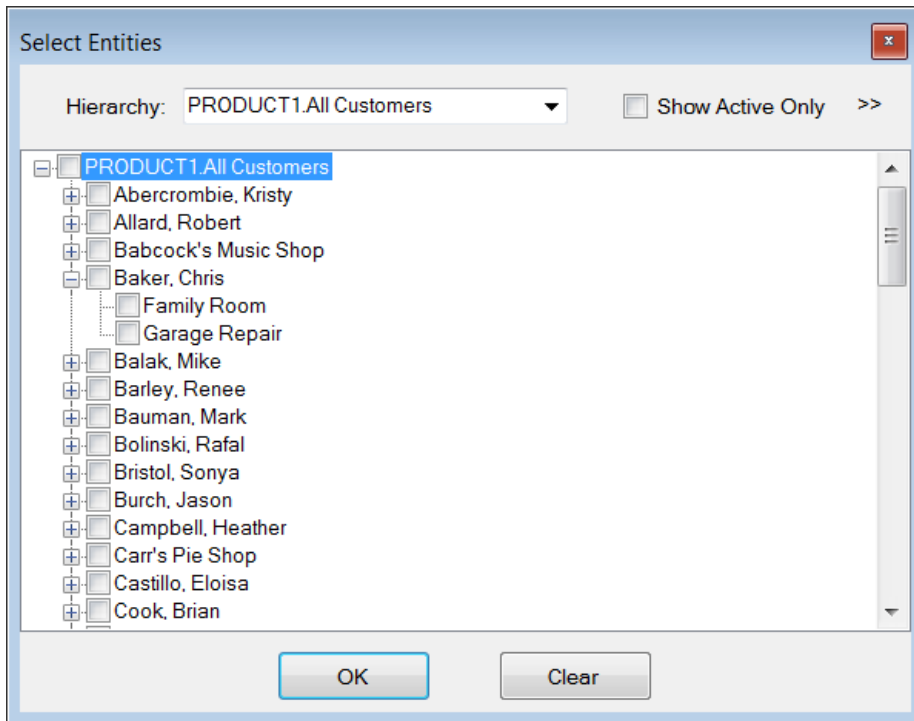 Select Entities
x
Hierarchy: PRODUCT1.All Customers Show Active Only >>
PRODUCT1.All Customers
Abercrombie, Kristy
Allard, Robert
Babcock's Music Shop
Baker, Chris
Family Room
Garage Repair
Balak, Mike
Barley, Renee
Bauman, Mark
Bolinski, Rafal
Bristol, Sonya
Burch, Jason
Campbell, Heather
Carr's Pie Shop
Castillo, Eloisa
Cook, Brian
OK Clear